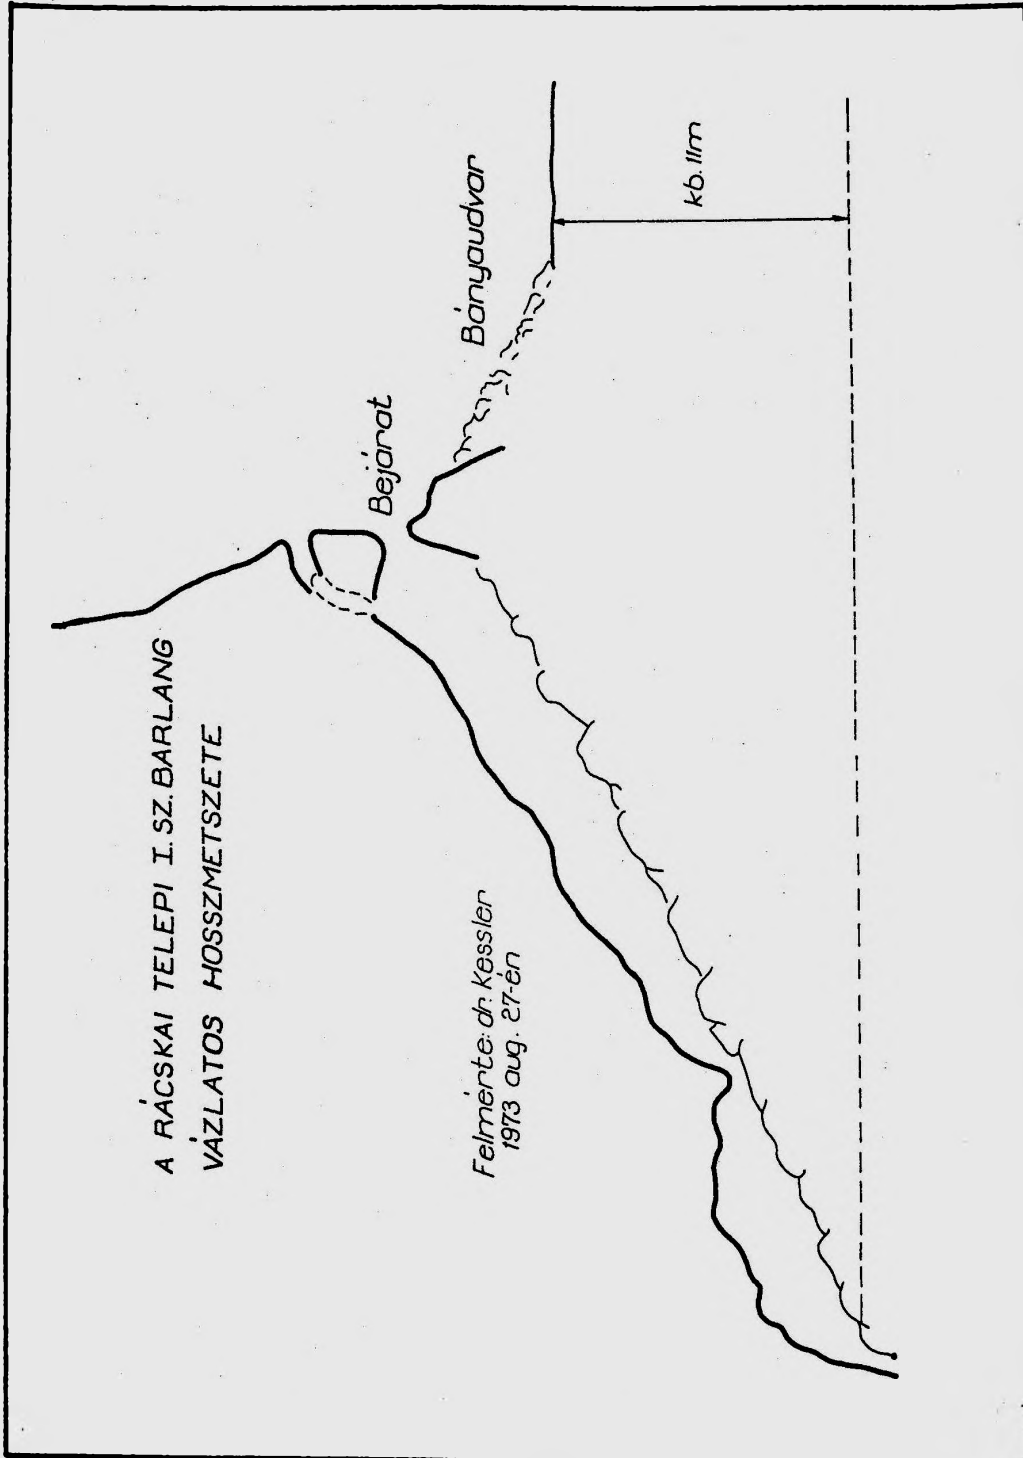 A RÁCSKAI TELEPI I. SZ. BARLANG
VÁZLATOS HOSSZMETSZETE
Felmérte: dr. Kessler
1973 aug. 27-én
Bejárat
Bányaudvar
kb. 11m